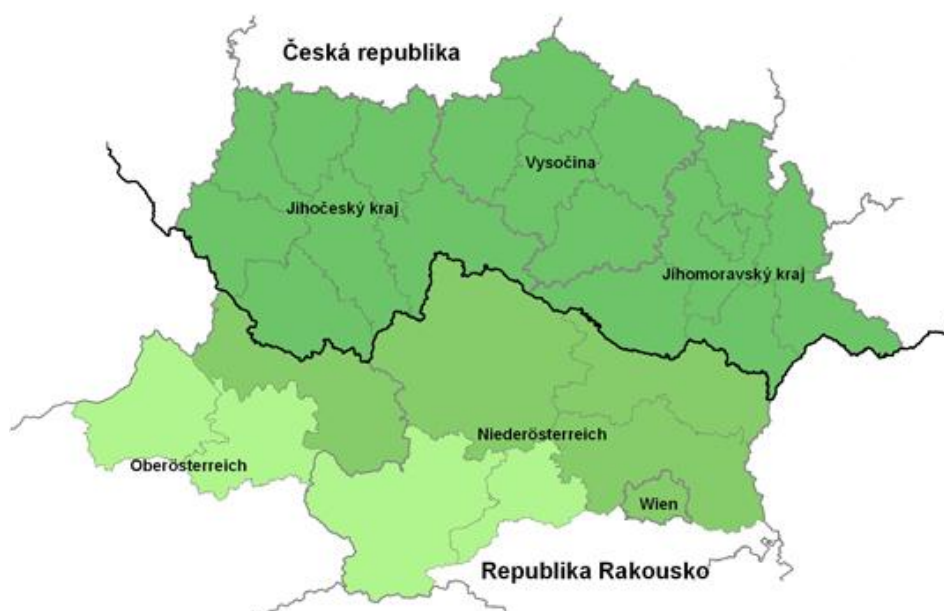 Česká republika
Vysočina
Jihočeský kraj
Jihomoravský kraj
Niederösterreich
Oberösterreich
Wien
Republika Rakousko